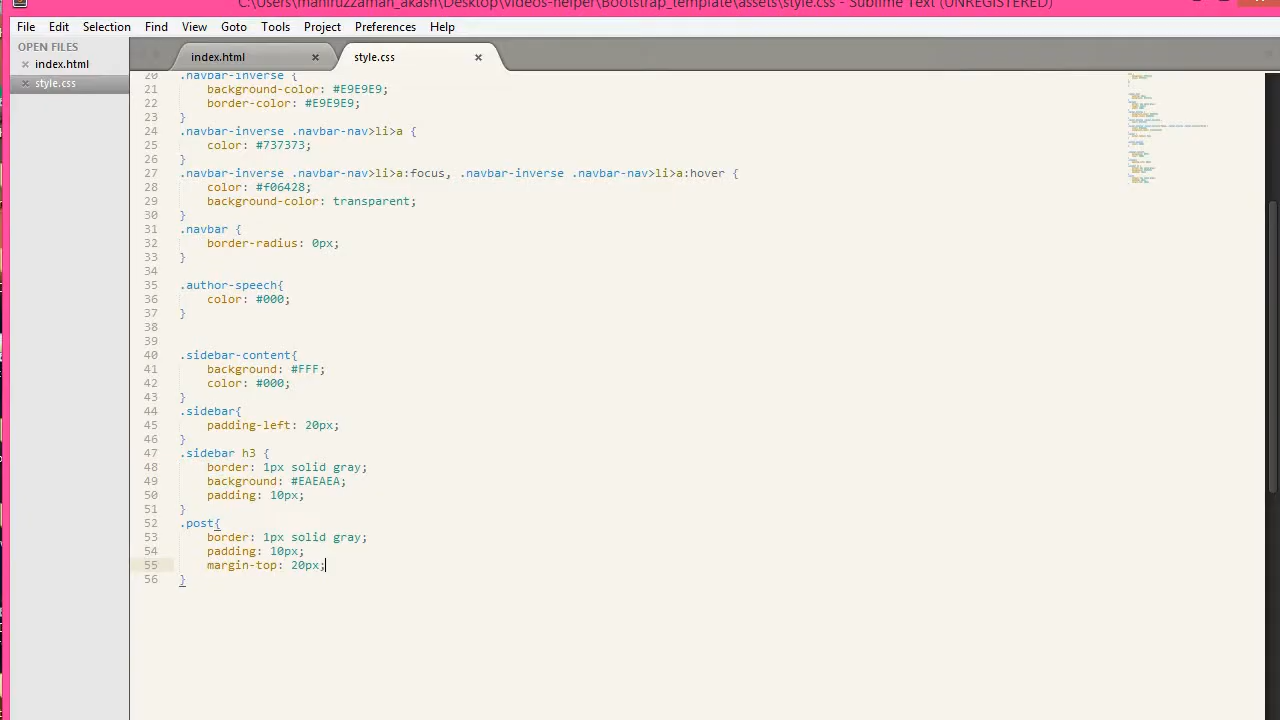 C:\Users\maniruzzaman_akash\Desktop\videos-helper\Bootstrap_template\assets\style.css - Sublime Text (UNREGISTERED)
File Edit Selection Find View Goto Tools Project Preferences Help
OPEN FILES
index.html
style.css
index.html style.css
20 .navbar-inverse {
21 background-color: #E9E9E9;
22 border-color: #E9E9E9;
23 }
24 .navbar-inverse .navbar-nav>li>a {
25 color: #737373;
26 }
27 .navbar-inverse .navbar-nav>li>a:focus, .navbar-inverse .navbar-nav>li>a:hover {
28 color: #f06428;
29 background-color: transparent;
30 }
31 .navbar {
32 border-radius: 0px;
33 }
34
35 .author-speech{
36 color: #000;
37 }
38
39
40 .sidebar-content{
41 background: #FFF;
42 color: #000;
43 }
44 .sidebar{
45 padding-left: 20px;
46 }
47 .sidebar h3 {
48 border: 1px solid gray;
49 background: #EAEAEA;
50 padding: 10px;
51 }
52 .post{
53 border: 1px solid gray;
54 padding: 10px;
55 margin-top: 20px;
56 }